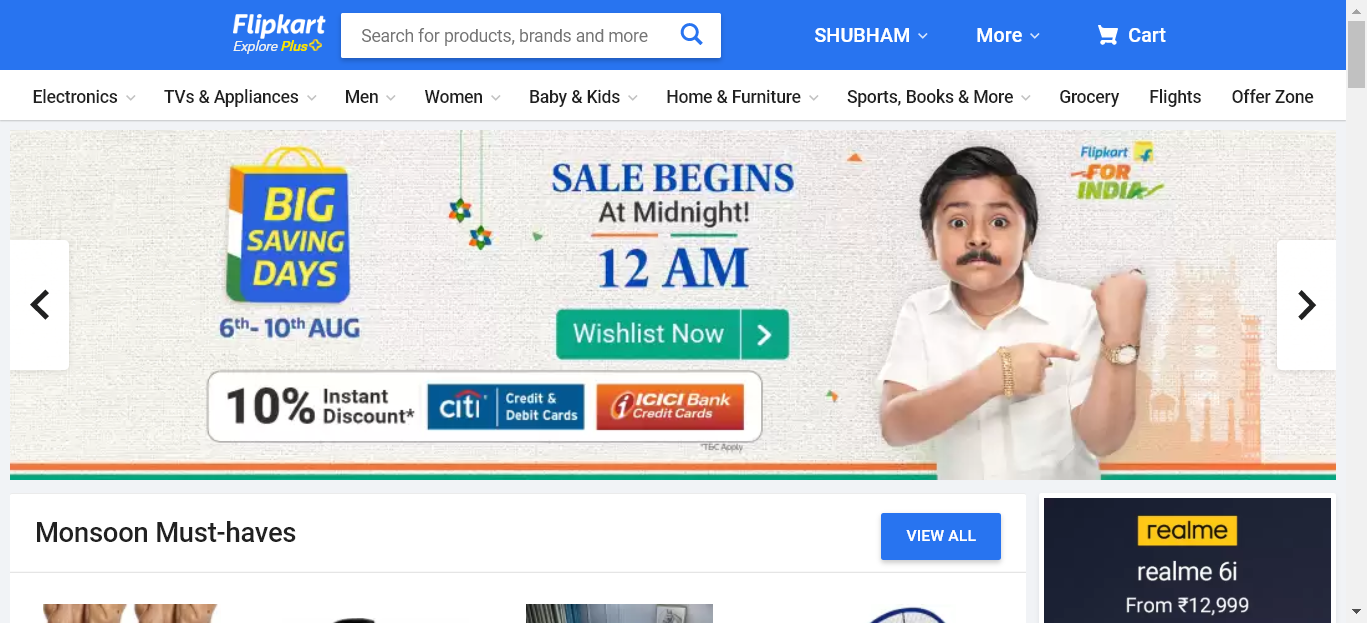 Flipkart
Explore Plus
Search for products, brands and more
SHUBHAM
More
Cart
Electronics
TVs & Appliances
Men
Women
Baby & Kids
Home & Furniture
Sports, Books & More
Grocery
Flights
Offer Zone
BIG
SAVING
DAYS
6th- 10th AUG
SALE BEGINS
At Midnight!
12 AM
Wishlist Now
10% Instant
Discount*
citi
Credit &
Debit Cards
ICICI Bank
Credit Cards
*T&C Apply
Flipkart
FOR
INDIA
Monsoon Must-haves
VIEW ALL
realme
realme 6i
From ₹12,999